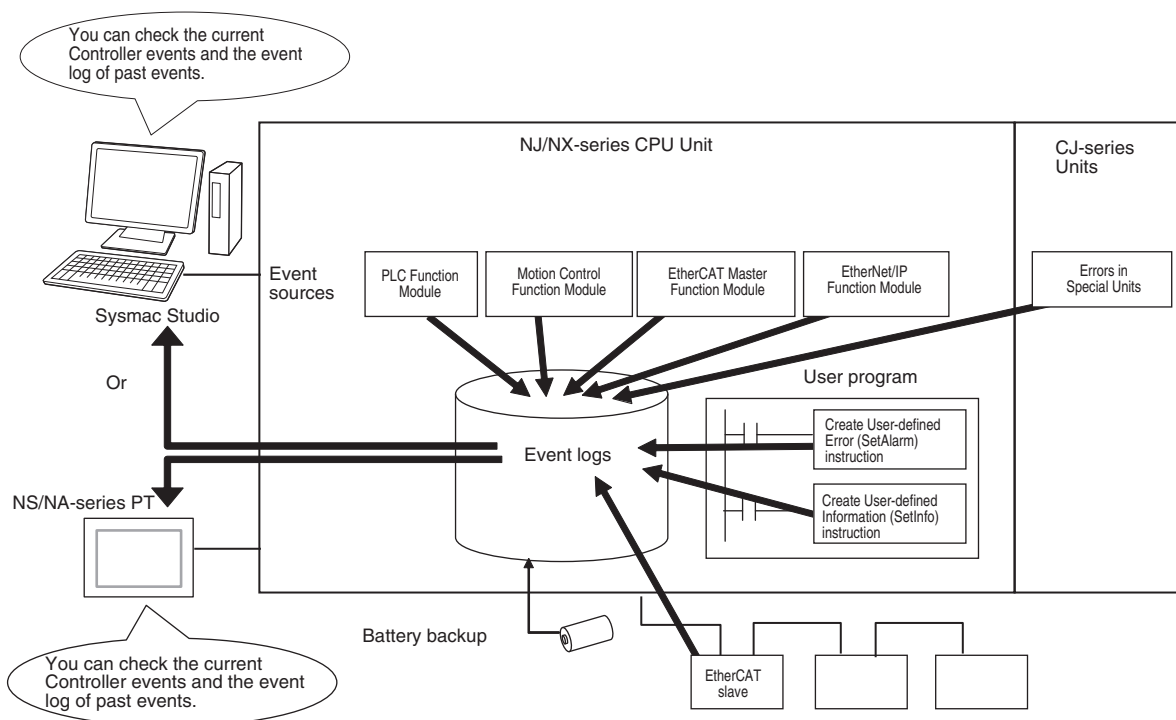 You can check the current
Controller events and the event
log of past events.
NJ/NX-series CPU Unit
CJ-series
Units
Event
sources
PLC Function
Module
Motion Control
Function Module
EtherCAT Master
Function Module
EtherNet/IP
Function Module
Errors in
Special Units
Sysmac Studio
Or
User program
Create User-defined
Error (SetAlarm)
instruction
Event logs
NS/NA-series PT
Create User-defined
Information (SetInfo)
instruction
Battery backup
You can check the current
Controller events and the event
log of past events.
EtherCAT
slave